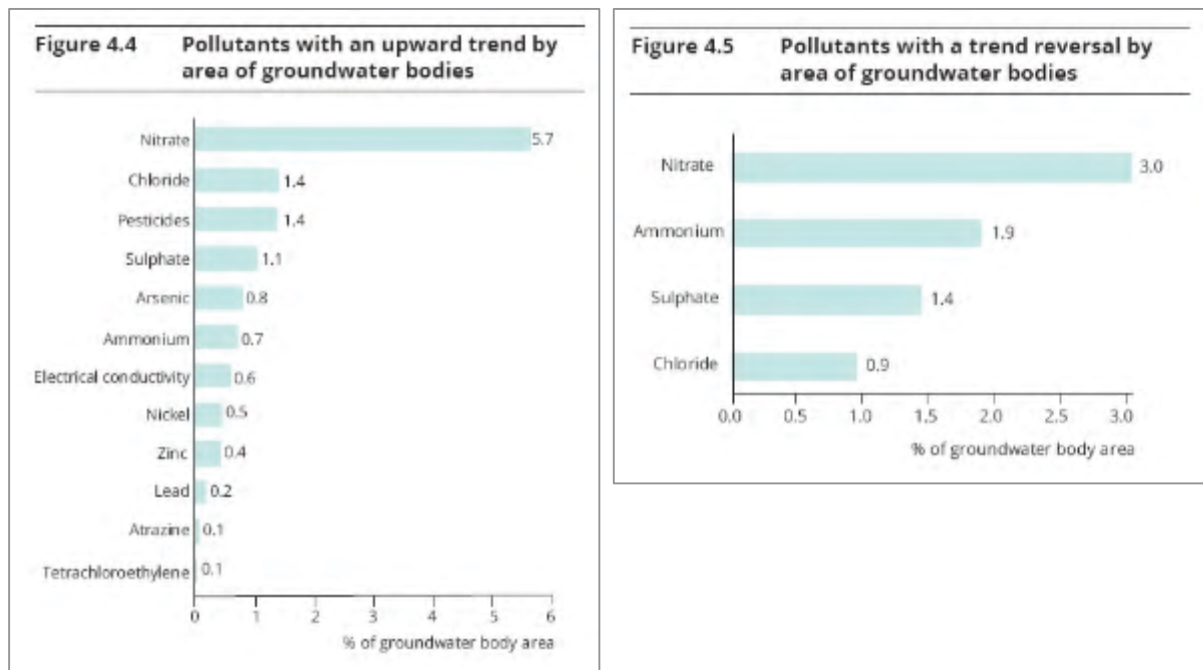 Figure 4.4 Pollutants with an upward trend by
area of groundwater bodies
Nitrate 5.7
Chloride 1.4
Pesticides 1.4
Sulphate 1.1
Arsenic 0.8
Ammonium 0.7
Electrical conductivity 0.6
Nickel 0.5
Zinc 0.4
Lead 0.2
Atrazine 0.1
Tetrachloroethylene 0.1
0 1 2 3 4 5 6
% of groundwater body area
Figure 4.5 Pollutants with a trend reversal by
area of groundwater bodies
Nitrate 3.0
Ammonium 1.9
Sulphate 1.4
Chloride 0.9
0.0 0.5 1.0 1.5 2.0 2.5 3.0
% of groundwater body area